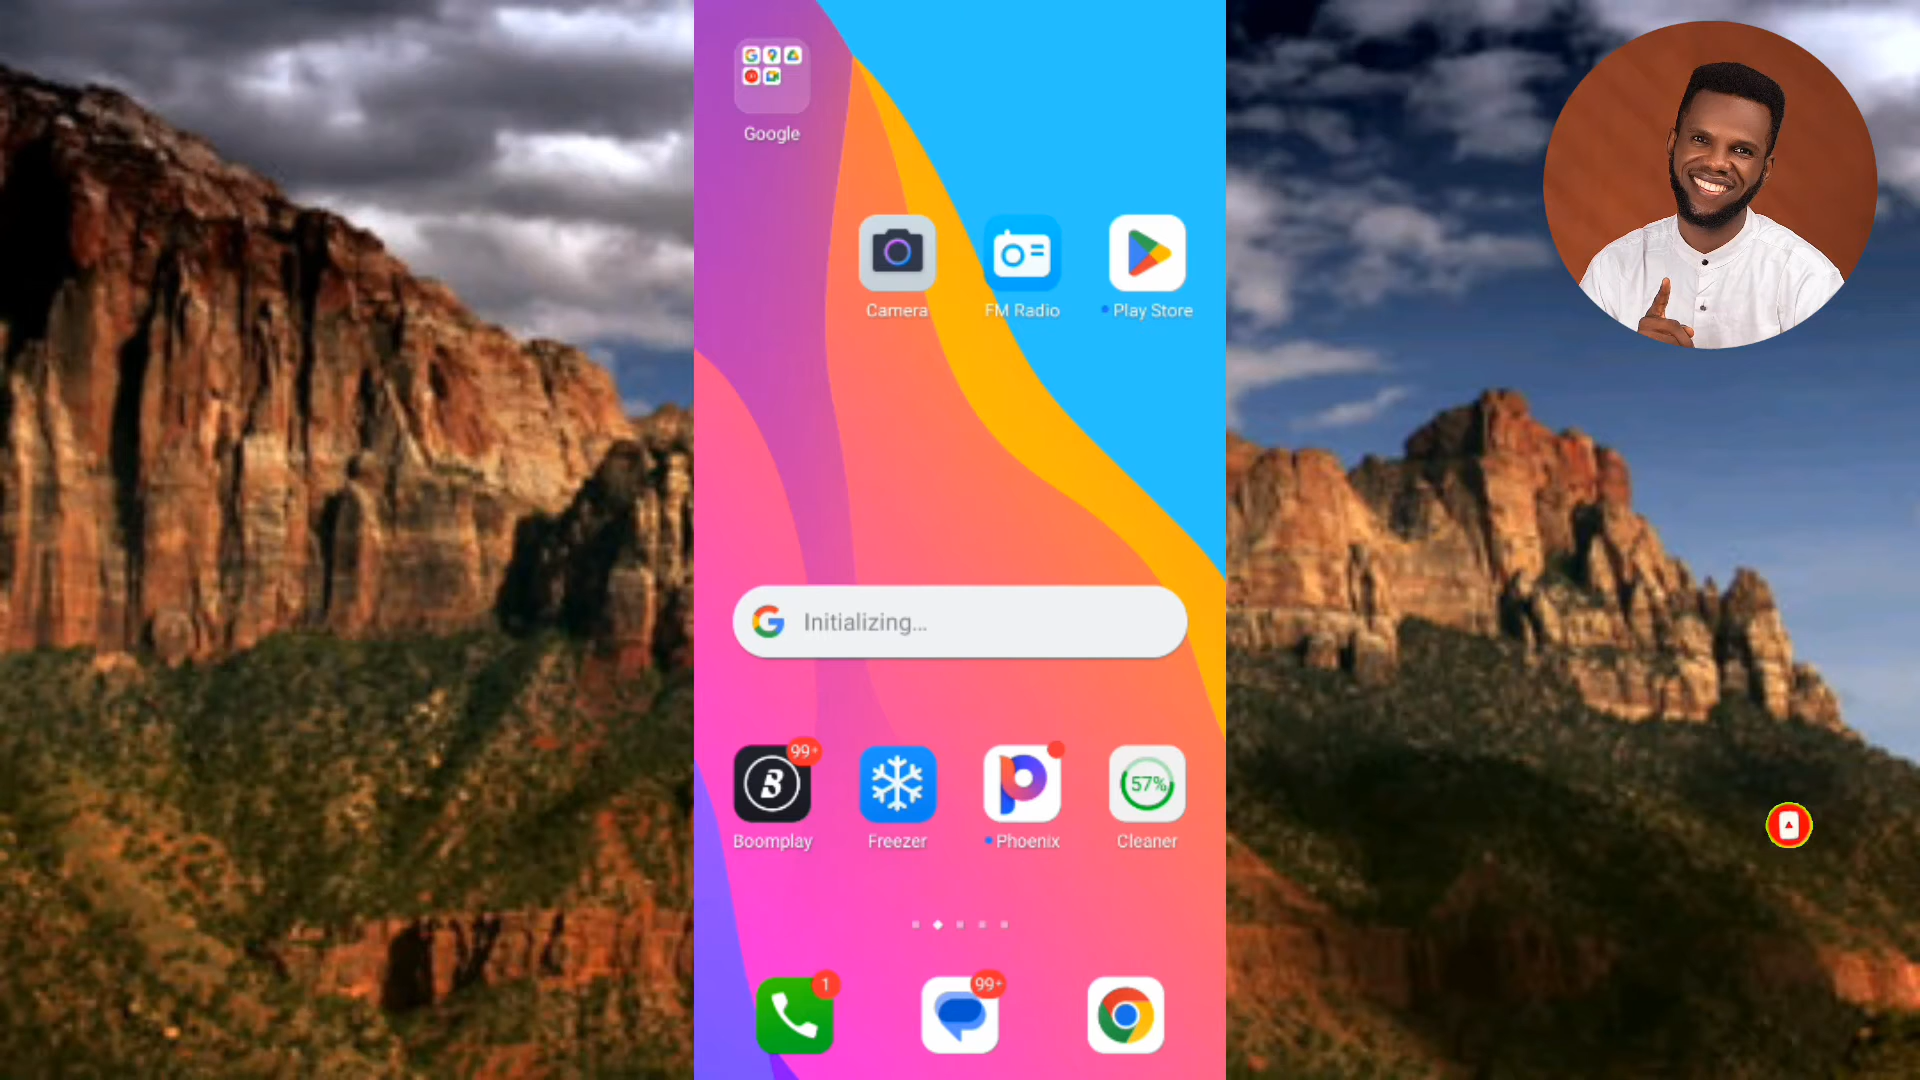 Google
Camera
FM Radio
Play Store
Initializing...
99+
Boomplay
Freezer
Phoenix
57%
Cleaner
1
99+